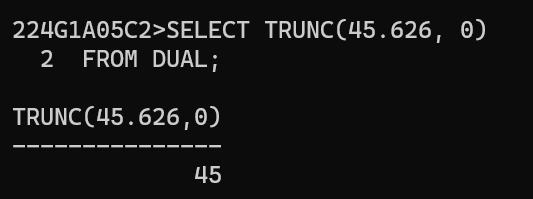 224G1A05C2>SELECT TRUNC(45.626, 0)
  2  FROM DUAL;

TRUNC(45.626,0)
---------------
             45